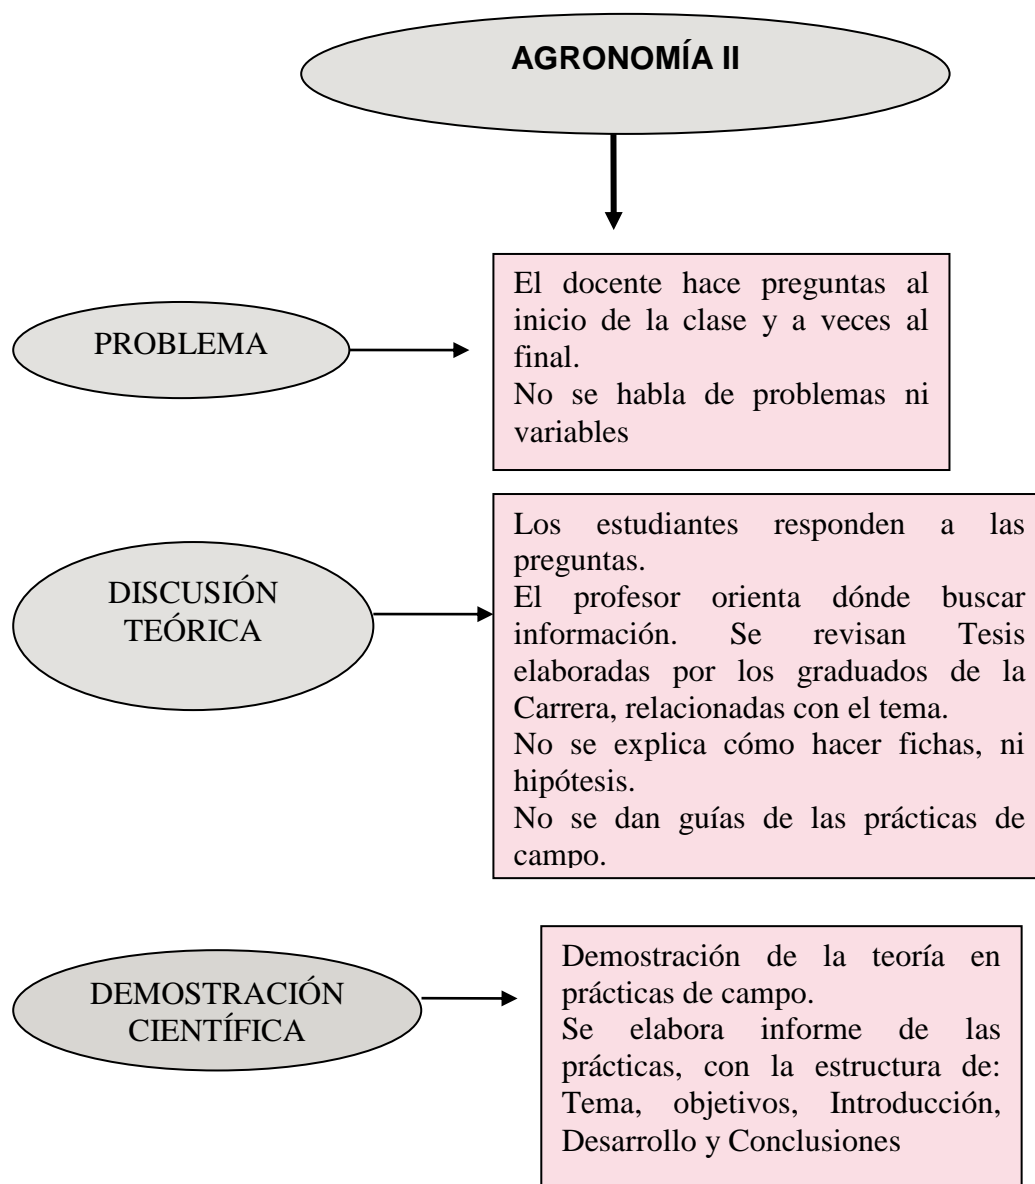 AGRONOMÍA II
PROBLEMA
El docente hace preguntas al
inicio de la clase y a veces al
final.
No se habla de problemas ni
variables
DISCUSIÓN
TEÓRICA
Los estudiantes responden a las
preguntas.
El profesor orienta dónde buscar
información. Se revisan Tesis
elaboradas por los graduados de la
Carrera, relacionadas con el tema.
No se explica cómo hacer fichas, ni
hipótesis.
No se dan guías de las prácticas de
campo.
DEMOSTRACIÓN
CIENTÍFICA
Demostración de la teoría en
prácticas de campo.
Se elabora informe de las
prácticas, con la estructura de:
Tema, objetivos, Introducción,
Desarrollo y Conclusiones